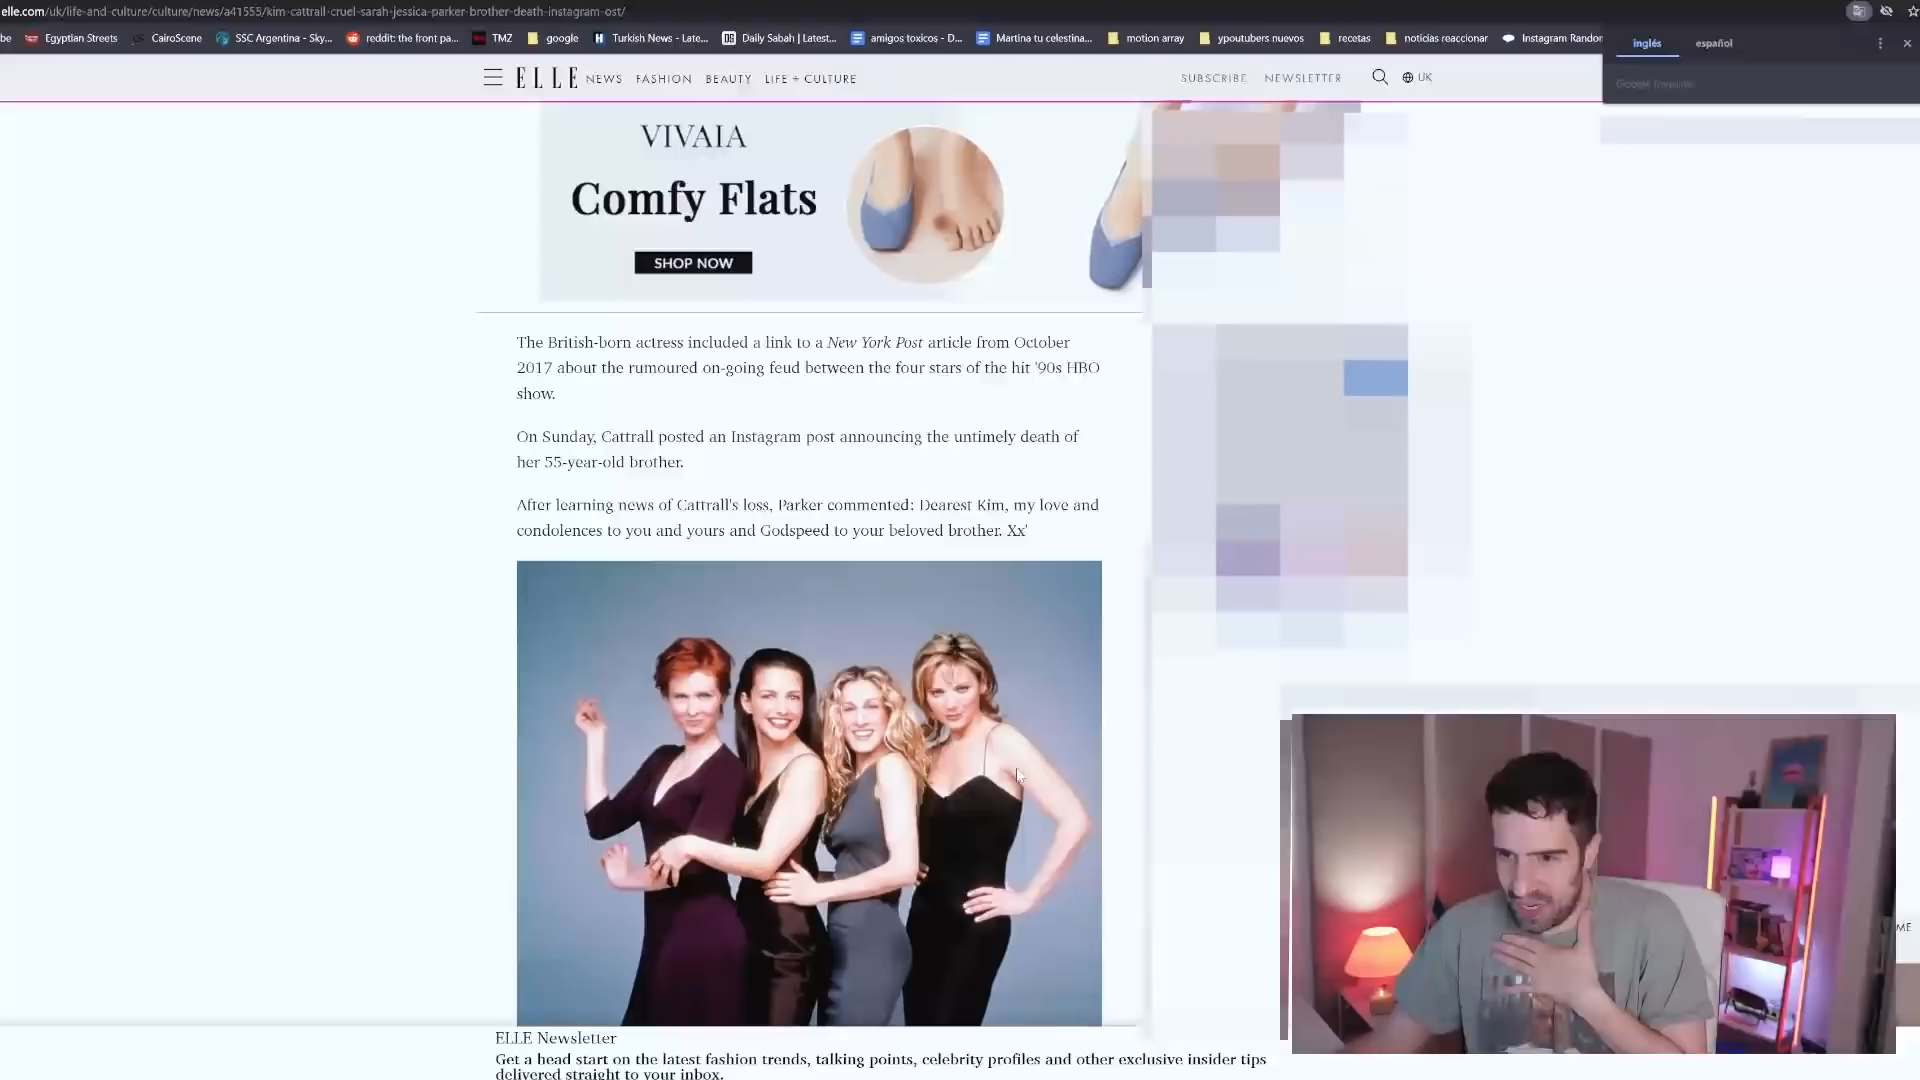 elle.com/uk/life-and-culture/culture/news/a41555/kim-cattrall-cruel-sarah-jessica-parker-brother-death-instagram-ost/
be Egyptian Streets CairoScene SSC Argentina - Sky... reddit: the front pa... TMZ google Turkish News - Late... Daily Sabah | Latest... amigos toxicos - D... Martina tu celestina... motion array ypoutubers nuevos recetas noticias reaccionar Instagram Random
inglés español
Google Translate
ELLE NEWS FASHION BEAUTY LIFE + CULTURE SUBSCRIBE NEWSLETTER UK
VIVAIA
Comfy Flats
SHOP NOW
The British-born actress included a link to a New York Post article from October
2017 about the rumoured on-going feud between the four stars of the hit '90s HBO
show.
On Sunday, Cattrall posted an Instagram post announcing the untimely death of
her 55-year-old brother.
After learning news of Cattrall's loss, Parker commented: Dearest Kim, my love and
condolences to you and yours and Godspeed to your beloved brother. Xx'
ME
ELLE Newsletter
Get a head start on the latest fashion trends, talking points, celebrity profiles and other exclusive insider tips
delivered straight to your inbox.